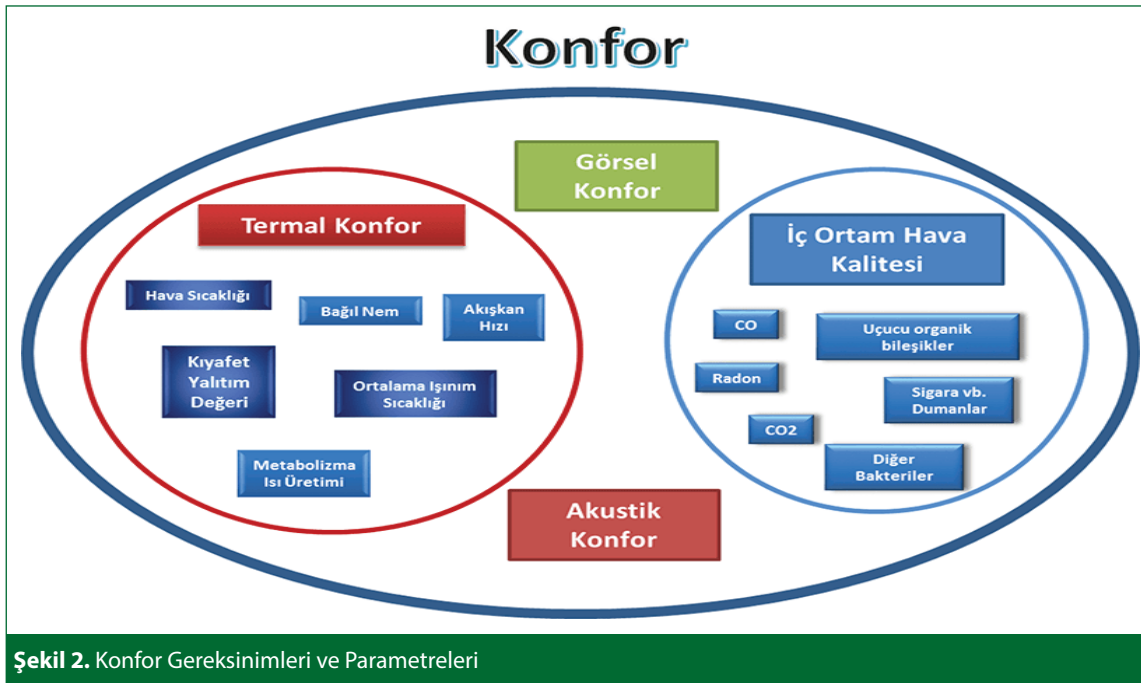 Konfor
Görsel
Konfor
Termal Konfor
Hava Sıcaklığı
Bağıl Nem
Akışkan
Hızı
Kıyafet
Yalıtım
Değeri
Ortalama Işınım
Sıcaklığı
Metabolizma
Isı Üretimi
İç Ortam Hava
Kalitesi
CO
Uçucu organik
bileşikler
Radon
Sigara vb.
Dumanlar
CO2
Diğer
Bakteriler
Akustik
Konfor
Şekil 2. Konfor Gereksinimleri ve Parametreleri